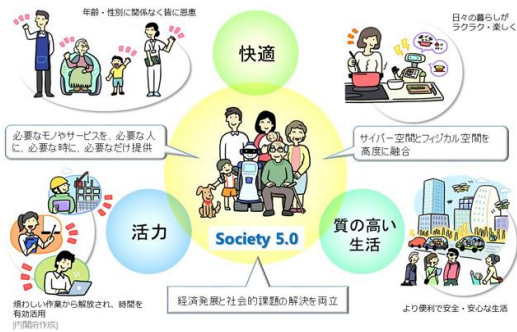 年齢・性別に関係なく皆に恩恵
快適
日々の暮らしが
ラクラク・楽しく
必要なモノやサービスを、必要な人
に、必要な時に、必要なだけ提供
サイバー空間とフィジカル空間を
高度に融合
活力
Society 5.0
質の高い
生活
経済発展と社会的課題の解決を両立
煩わしい作業から解放され、時間を
有効活用
[内閣府作成]
より便利で安全・安心な生活